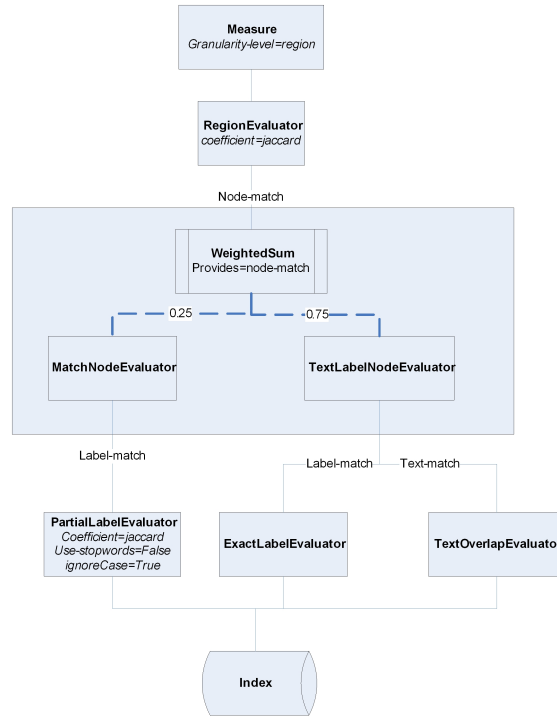 Measure
Granularity-level=region
RegionEvaluator
coefficient=jaccard
Node-match
WeightedSum
Provides=node-match
0.25
0.75
MatchNodeEvaluator
TextLabelNodeEvaluator
Label-match
Label-match
Text-match
PartialLabelEvaluator
Coefficient=jaccard
Use-stopwords=False
ignoreCase=True
ExactLabelEvaluator
TextOverlapEvaluato
Index